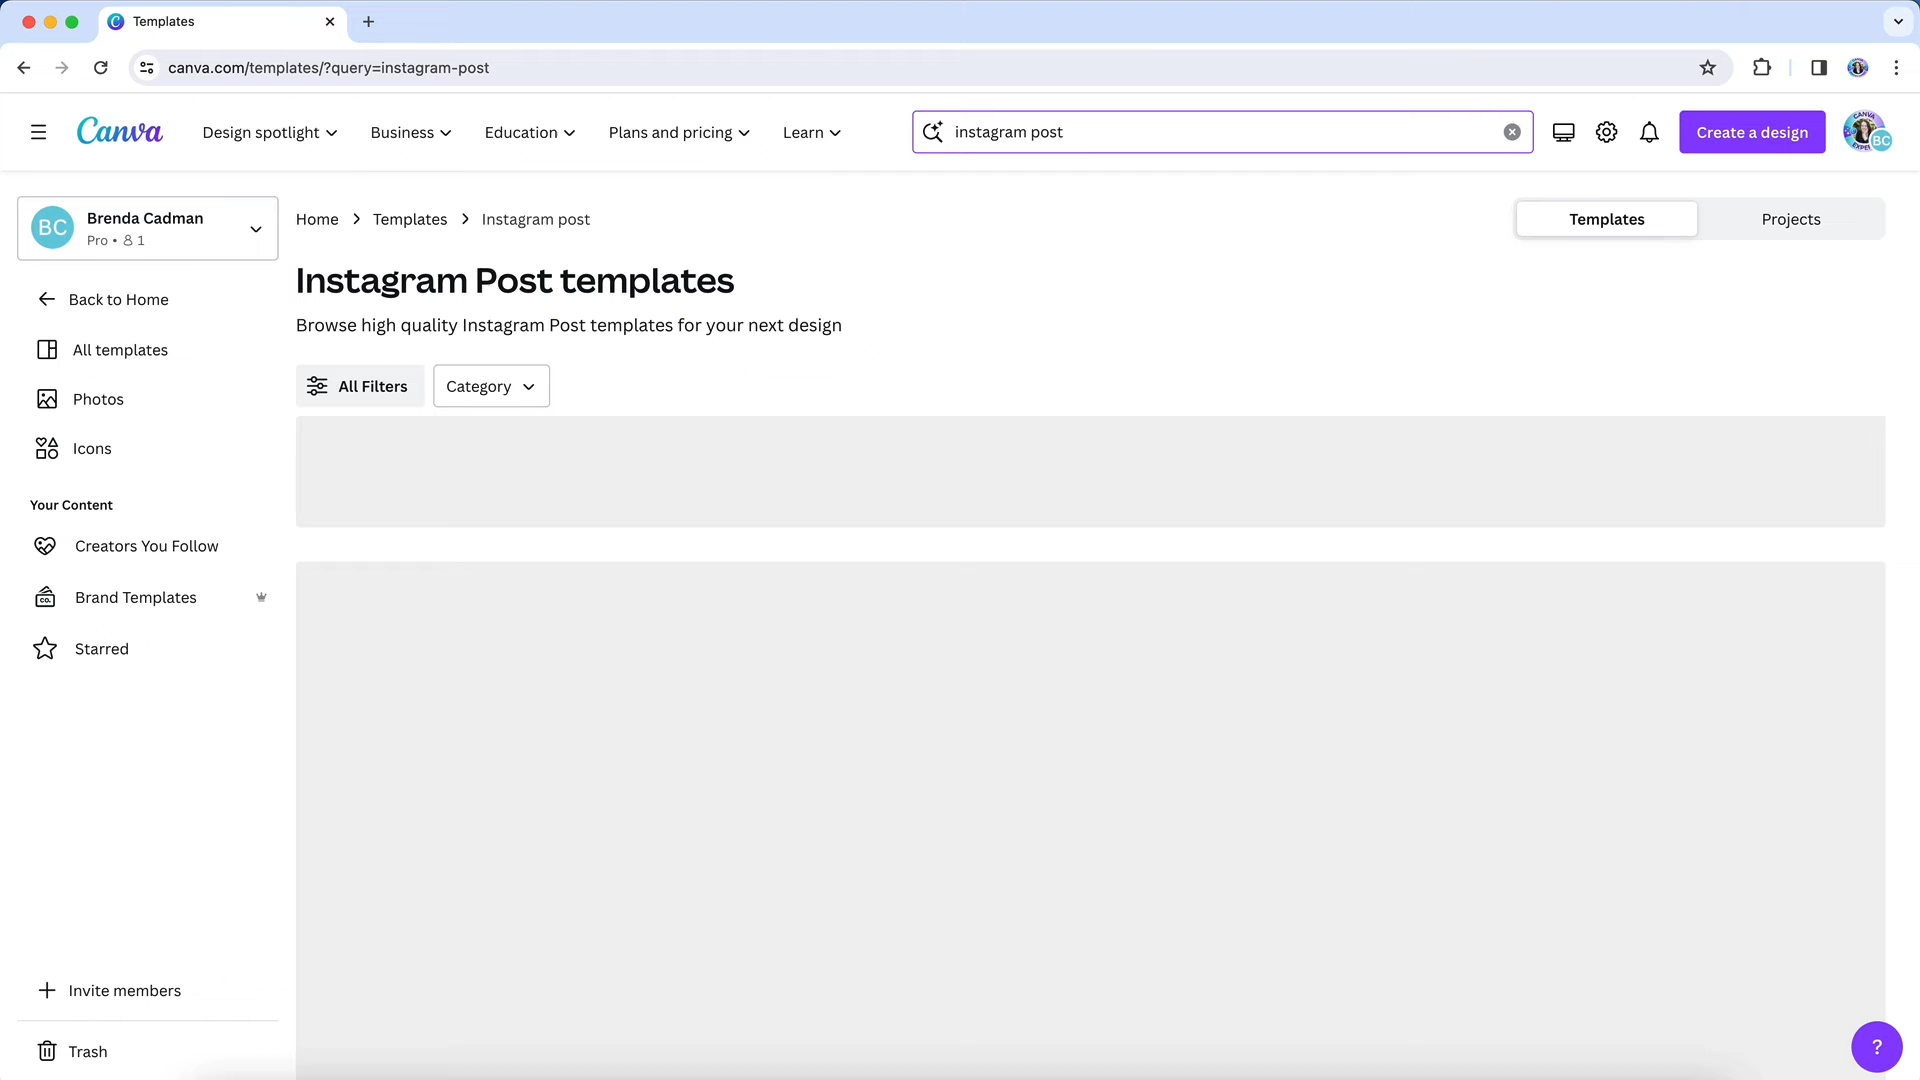 Templates
canva.com/templates/?query=instagram-post
Canva
Design spotlight
Business
Education
Plans and pricing
Learn
instagram post
Create a design
CANVA
BC
BC
Brenda Cadman
Pro • 1
Home > Templates > Instagram post
Templates
Projects
Instagram Post templates
Browse high quality Instagram Post templates for your next design
Back to Home
All templates
Photos
Icons
All Filters
Category
Your Content
Creators You Follow
CO.
Brand Templates
Starred
Invite members
Trash
?